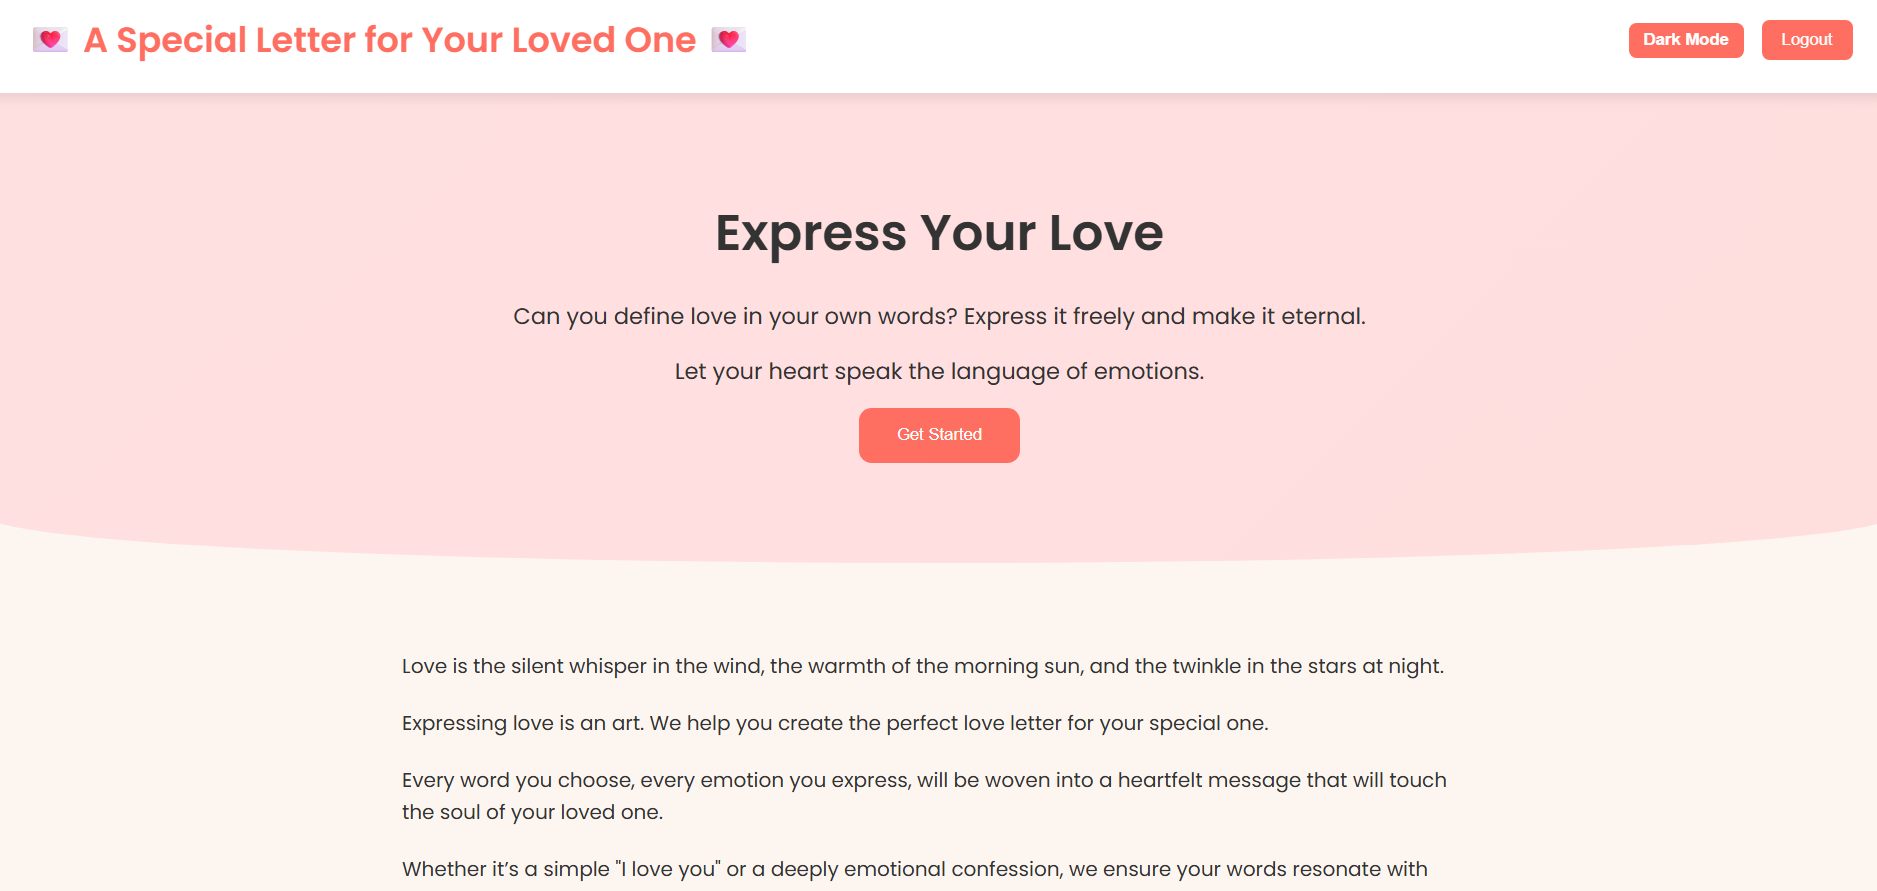 💌 A Special Letter for Your Loved One 💌
Dark Mode
Logout
Express Your Love
Can you define love in your own words? Express it freely and make it eternal.
Let your heart speak the language of emotions.
Get Started
Love is the silent whisper in the wind, the warmth of the morning sun, and the twinkle in the stars at night.
Expressing love is an art. We help you create the perfect love letter for your special one.
Every word you choose, every emotion you express, will be woven into a heartfelt message that will touch
the soul of your loved one.
Whether it’s a simple "I love you" or a deeply emotional confession, we ensure your words resonate with